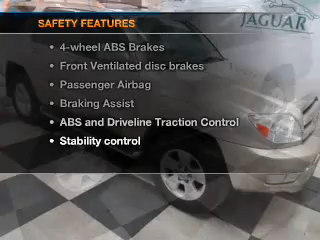 JAGUAR
SAFETY FEATURES
• 4-wheel ABS Brakes
• Front Ventilated disc brakes
• Passenger Airbag
• Braking Assist
• ABS and Driveline Traction Control
• Stability control